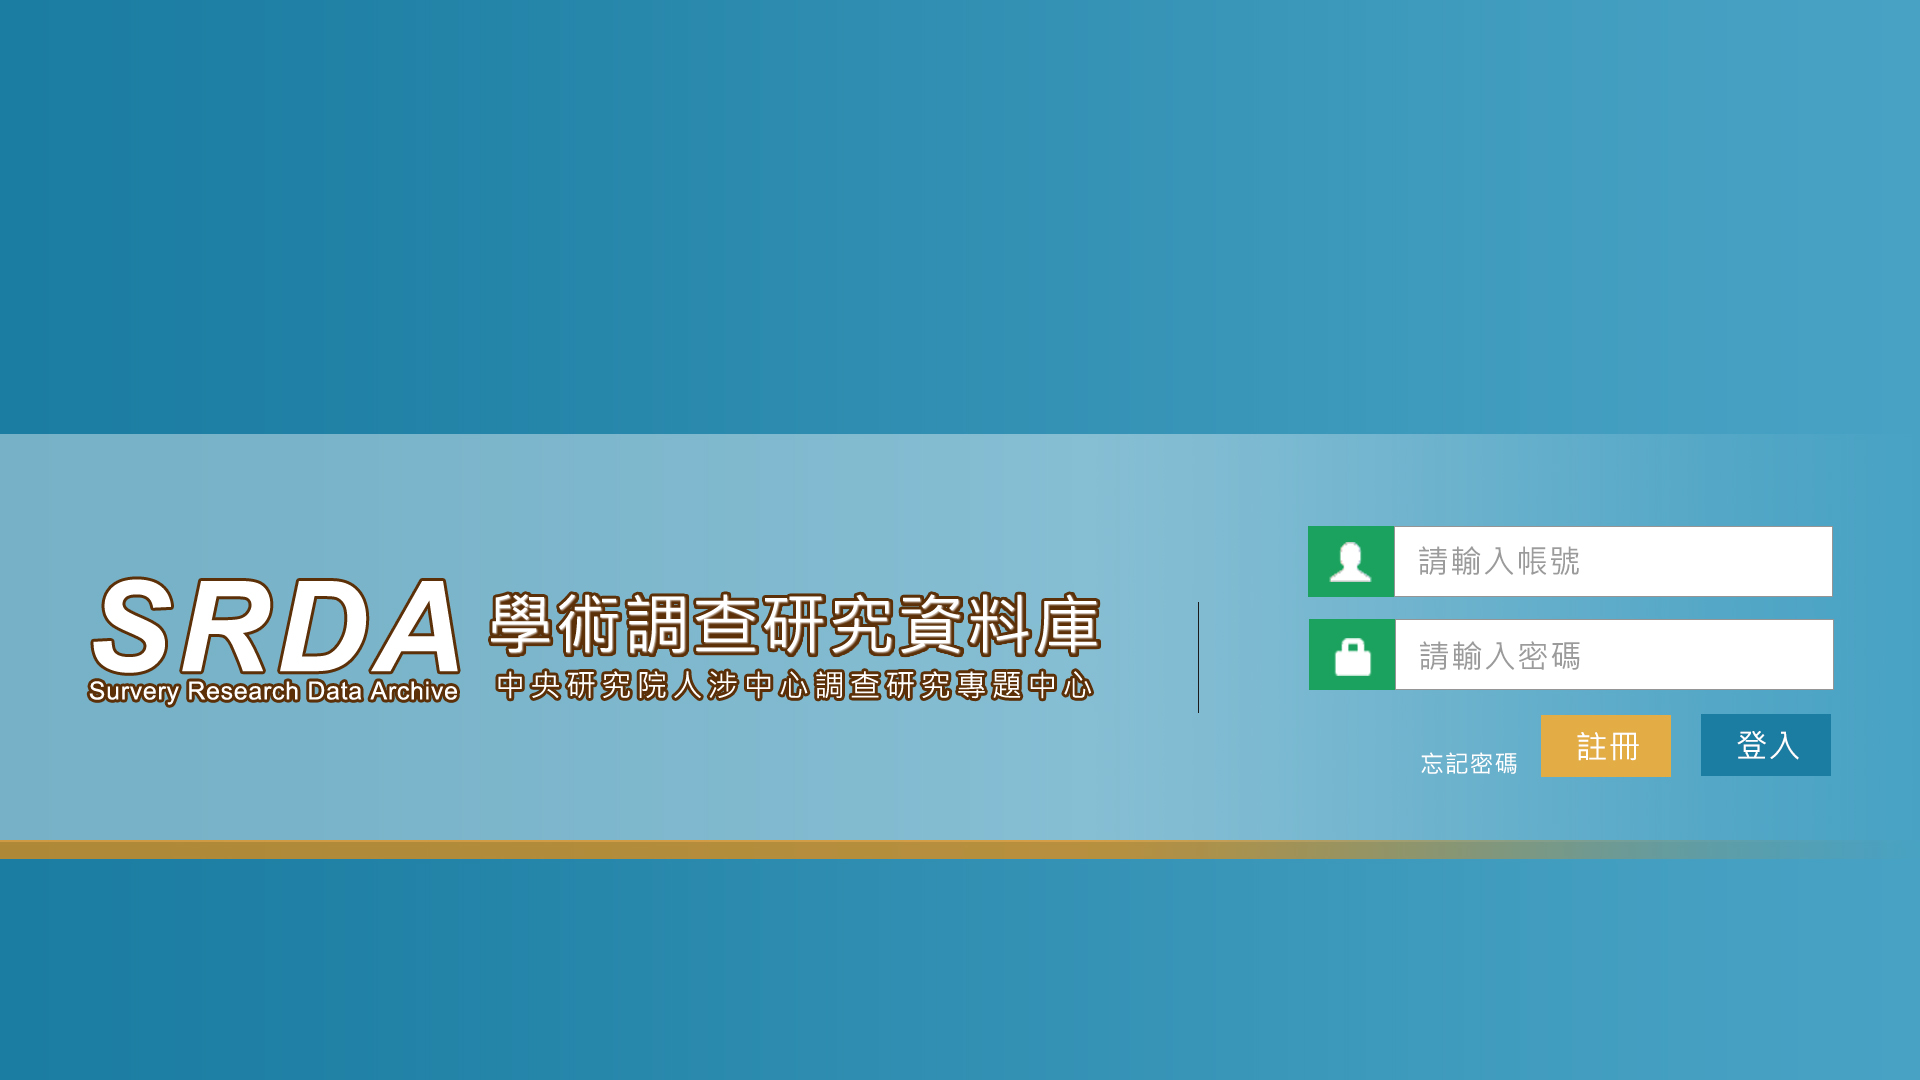 SRDA
Survery Research Data Archive
學術調查研究資料庫
中央研究院人涉中心調查研究專題中心
請輸入帳號
請輸入密碼
忘記密碼
註冊
登入